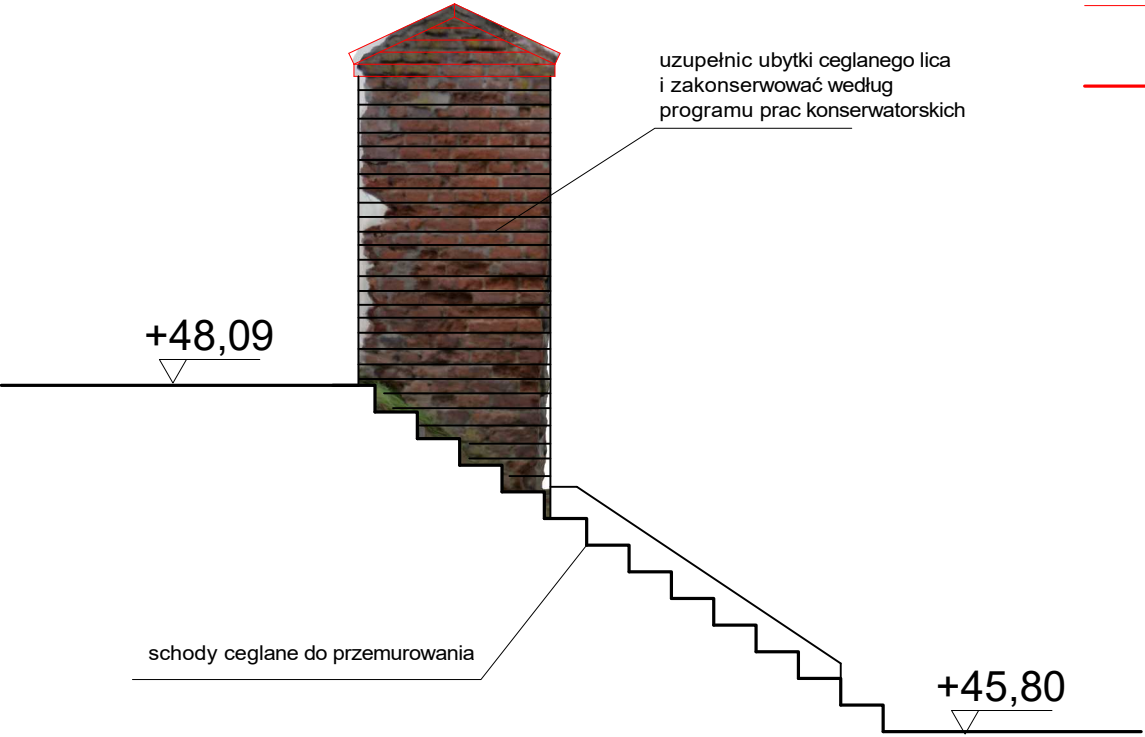 uzupełnic ubytki ceglanego lica
i zakonserwować według
programu prac konserwatorskich
+48,09
schody ceglane do przemurowania
+45,80